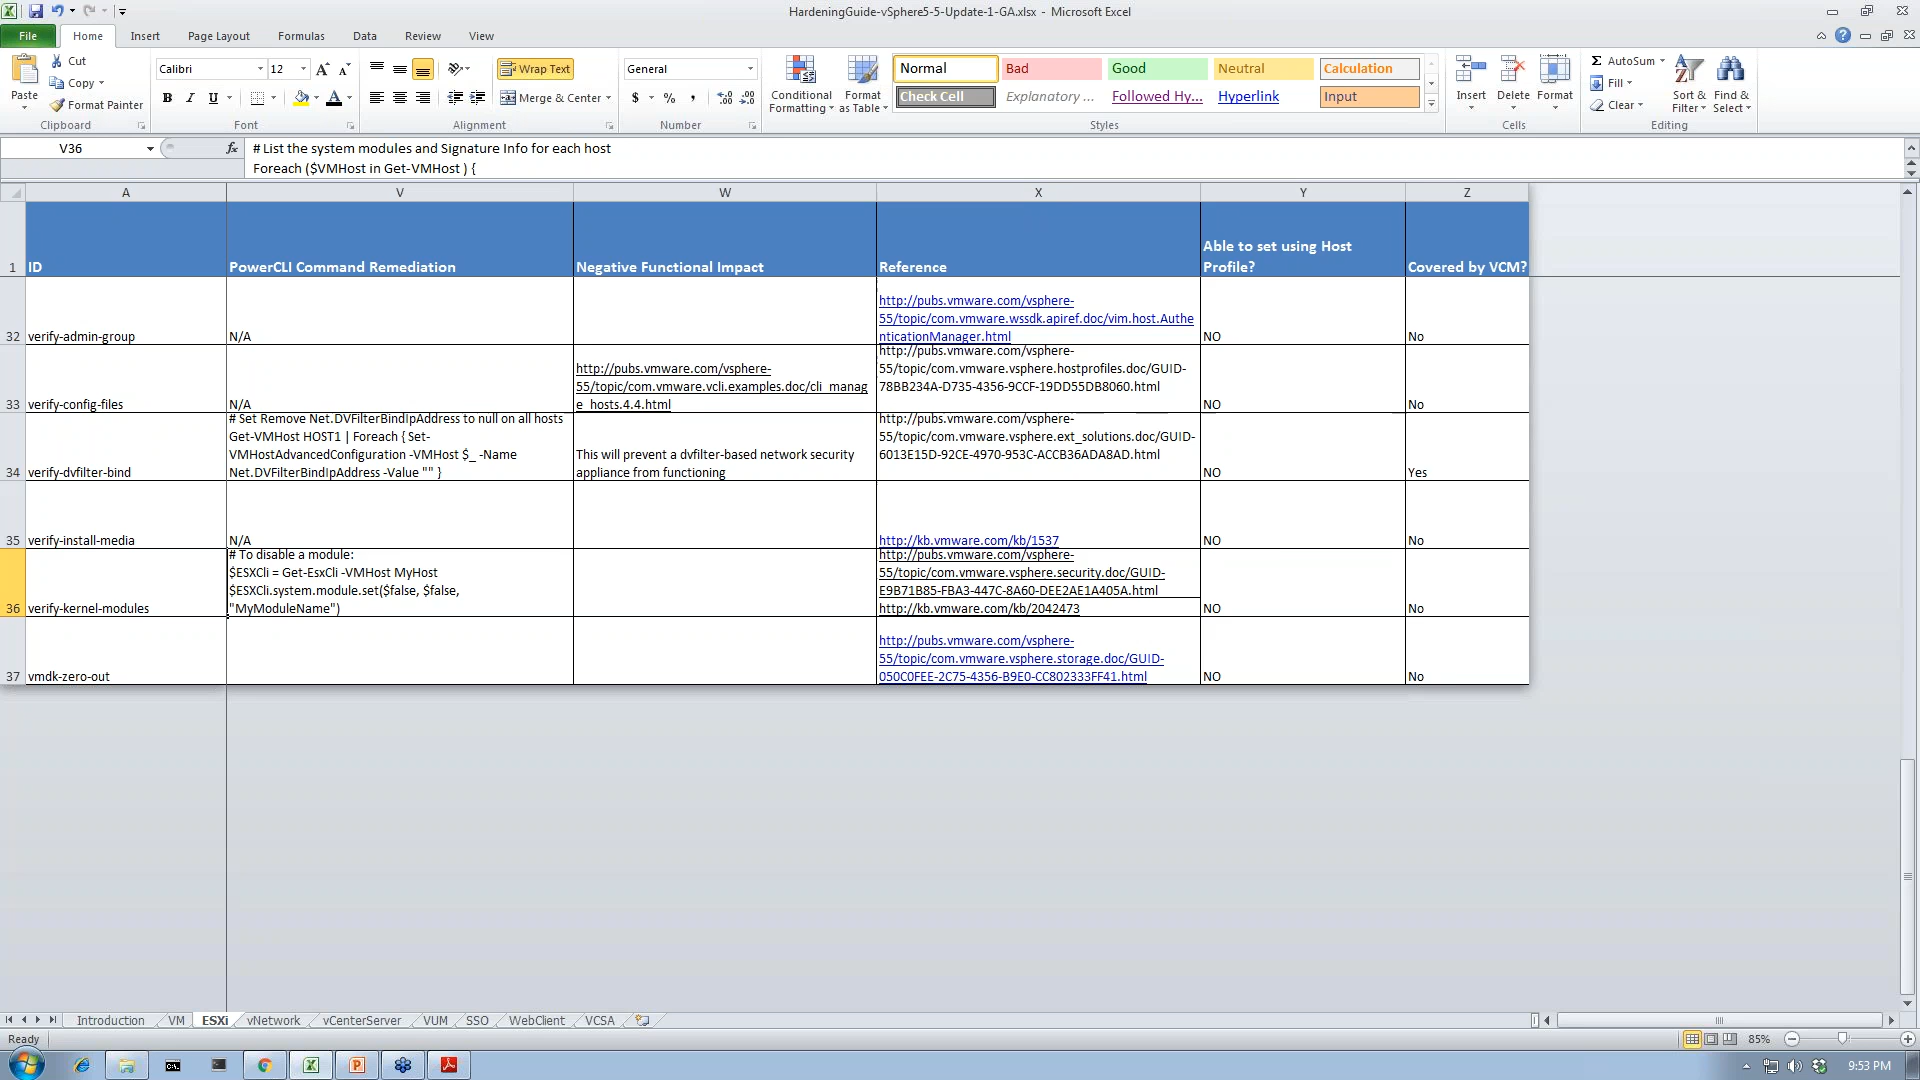 HardeningGuide-vSphere5-5-Update-1-GA.xlsx - Microsoft Excel
File Home Insert Page Layout Formulas Data Review View
Cut
Copy
Format Painter
Paste
Clipboard
Calibri 12
B I U
Font
Wrap Text
Merge & Center
Alignment
General
$ % ,
Number
Conditional Formatting
Format as Table
Normal Bad Good Neutral Calculation
Check Cell Explanatory ... Followed Hy... Hyperlink Input
Styles
Insert Delete Format
Cells
AutoSum
Fill
Clear
Sort & Filter
Find & Select
Editing
V36
fx
# List the system modules and Signature Info for each host
Foreach ($VMHost in Get-VMHost ) {
A V W X Y Z
1 ID PowerCLI Command Remediation Negative Functional Impact Reference Able to set using Host Profile? Covered by VCM?
32 verify-admin-group N/A
http://pubs.vmware.com/vsphere-
55/topic/com.vmware.wssdk.apiref.doc/vim.host.Authe
nticationManager.html
NO No
33 verify-config-files N/A
http://pubs.vmware.com/vsphere-
55/topic/com.vmware.vcli.examples.doc/cli_manag
e_hosts.4.4.html
http://pubs.vmware.com/vsphere-
55/topic/com.vmware.vsphere.hostprofiles.doc/GUID-
78BB234A-D735-4356-9CCF-19DD55DB8060.html
NO No
34 verify-dvfilter-bind
# Set Remove Net.DVFilterBindIpAddress to null on all hosts
Get-VMHost HOST1 | Foreach { Set-
VMHostAdvancedConfiguration -VMHost $_ -Name
Net.DVFilterBindIpAddress -Value "" }
This will prevent a dvfilter-based network security
appliance from functioning
http://pubs.vmware.com/vsphere-
55/topic/com.vmware.vsphere.ext_solutions.doc/GUID-
6013E15D-92CE-4970-953C-ACCB36ADA8AD.html
NO Yes
35 verify-install-media N/A
http://kb.vmware.com/kb/1537
NO No
36 verify-kernel-modules
# To disable a module:
$ESXCli = Get-EsxCli -VMHost MyHost
$ESXCli.system.module.set($false, $false,
"MyModuleName")
http://pubs.vmware.com/vsphere-
55/topic/com.vmware.vsphere.security.doc/GUID-
E9B71B85-FBA3-447C-8A60-DEE2AE1A405A.html
http://kb.vmware.com/kb/2042473
NO No
37 vmdk-zero-out
http://pubs.vmware.com/vsphere-
55/topic/com.vmware.vsphere.storage.doc/GUID-
050C0FEE-2C75-4356-B9E0-CC802333FF41.html
NO No
Introduction VM ESXi vNetwork vCenterServer VUM SSO WebClient VCSA
Ready
85%
9:53 PM